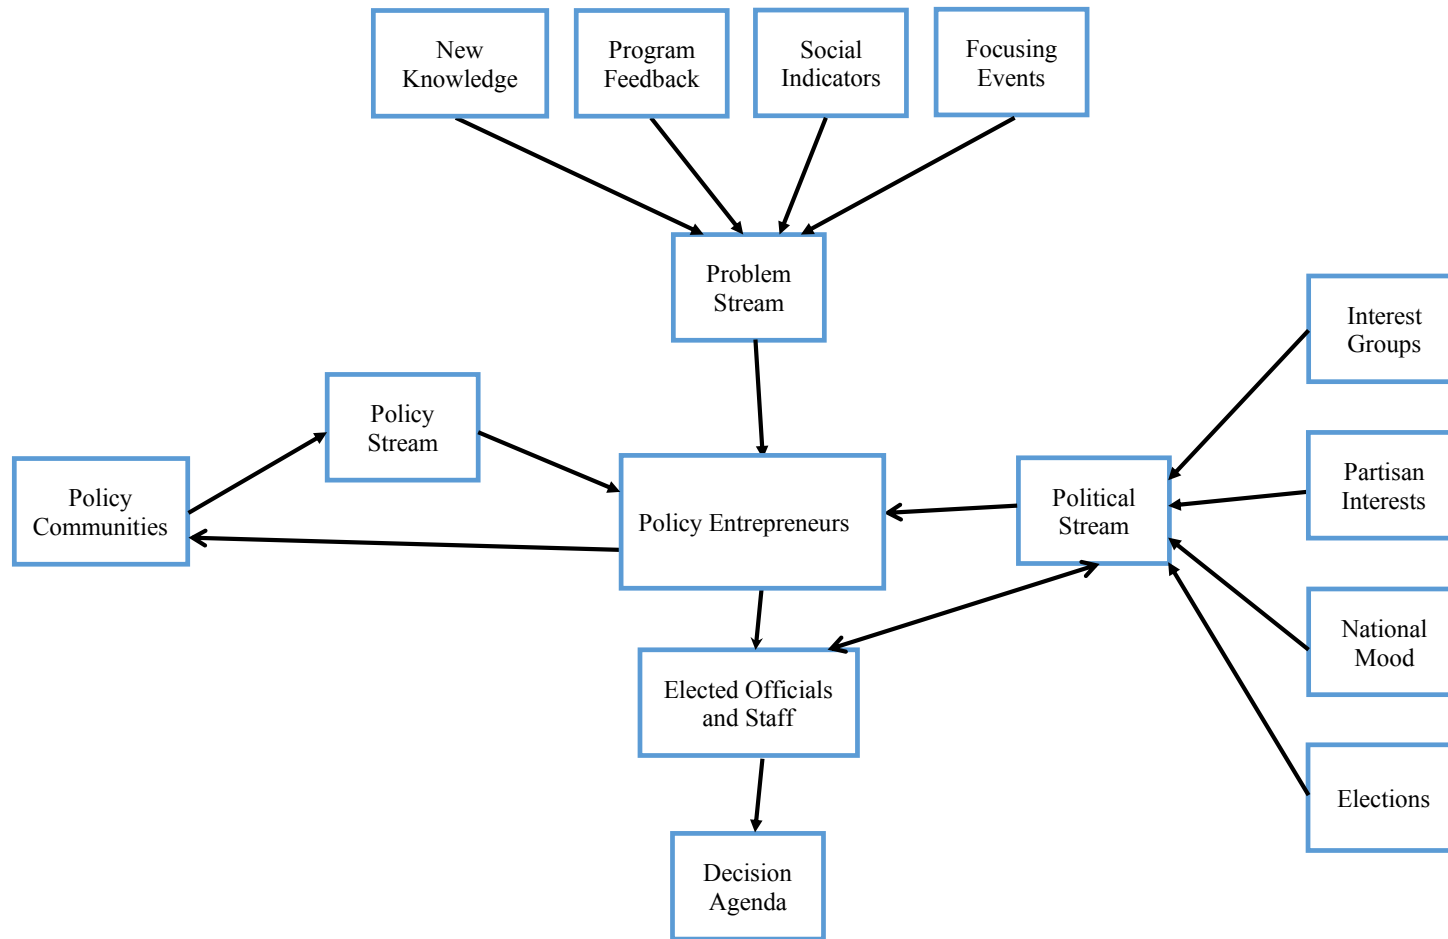 New
Knowledge
Program
Feedback
Social
Indicators
Focusing
Events
Problem
Stream
Interest
Groups
Policy
Stream
Partisan
Interests
Policy
Communities
Policy Entrepreneurs
Political
Stream
National
Mood
Elected Officials
and Staff
Elections
Decision
Agenda